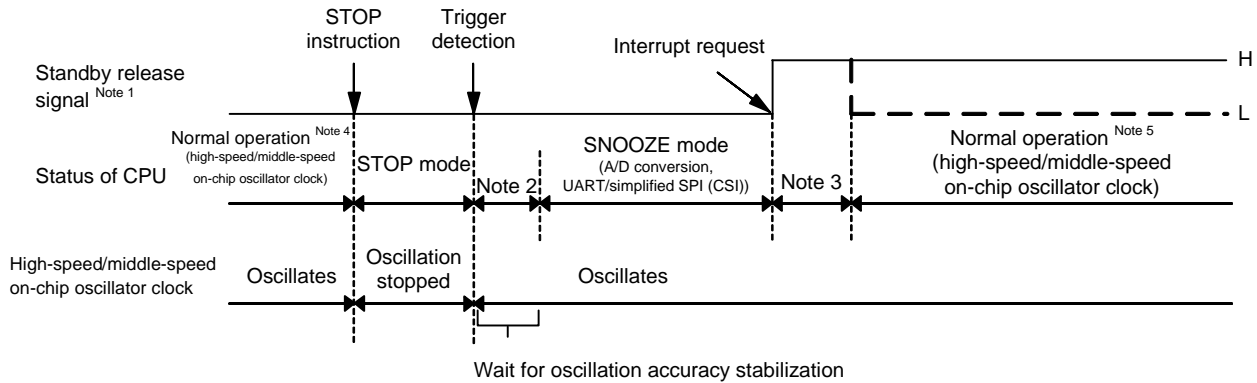 STOP
instruction
Trigger
detection
Interrupt request
Standby release
signal Note 1
H
L
Normal operation Note 4
(high-speed/middle-speed
on-chip oscillator clock)
Status of CPU
STOP mode
Note 2
SNOOZE mode
(A/D conversion,
UART/simplified SPI (CSI))
Note 3
Normal operation Note 5
(high-speed/middle-speed
on-chip oscillator clock)
High-speed/middle-speed
on-chip oscillator clock
Oscillates
Oscillation
stopped
Oscillates
Wait for oscillation accuracy stabilization